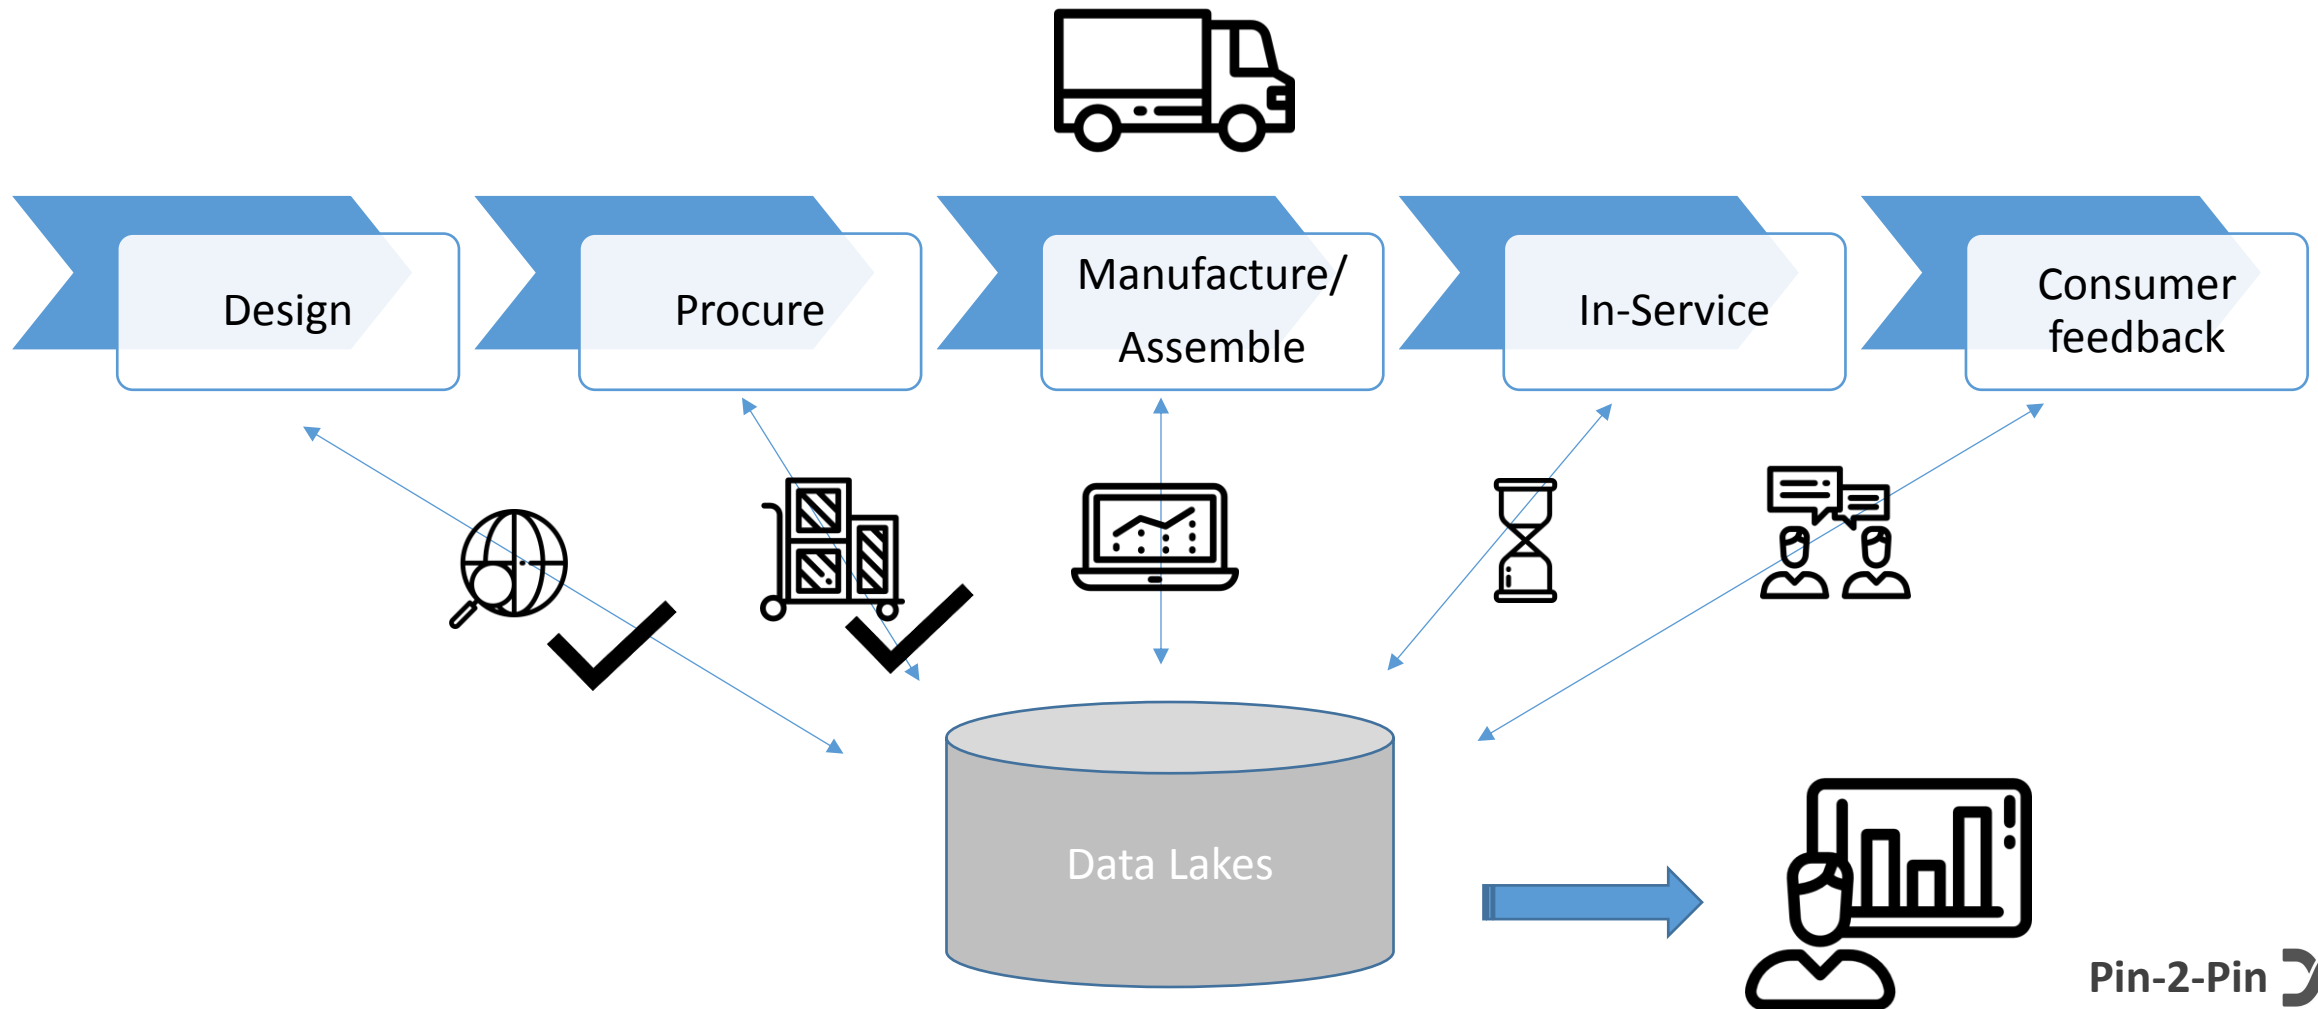 Design
Procure
Manufacture/
Assemble
In-Service
Consumer
feedback
Data Lakes
Pin-2-Pin